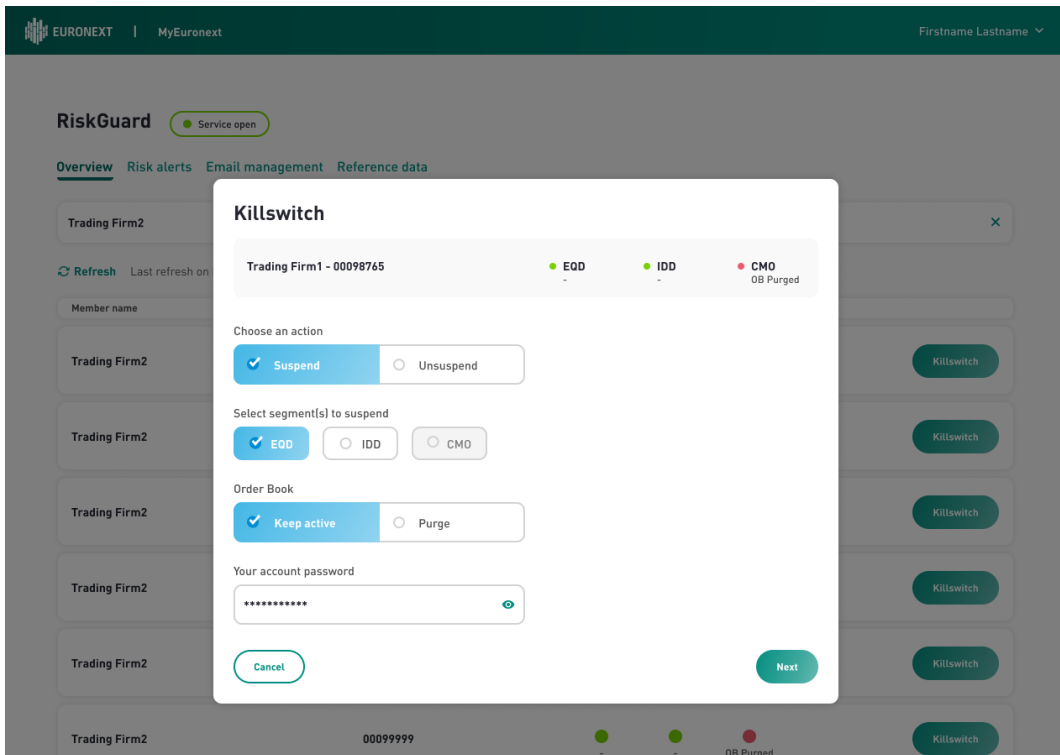 EURONEXT | MyEuronext
Firstname Lastname
RiskGuard
Service open
Overview Risk alerts Email management Reference data
Trading Firm2
Refresh Last refresh on
Member name
Trading Firm2 Killswitch
Trading Firm2 Killswitch
Trading Firm2 Killswitch
Trading Firm2 Killswitch
Trading Firm2 Killswitch
Trading Firm2 00099999 - - OB Purged Killswitch
Killswitch
Trading Firm1 - 00098765 EQD IDD CMO
- - OB Purged
Choose an action
Suspend Unsuspend
Select segment(s) to suspend
EQD IDD CMO
Order Book
Keep active Purge
Your account password
***********
Cancel Next